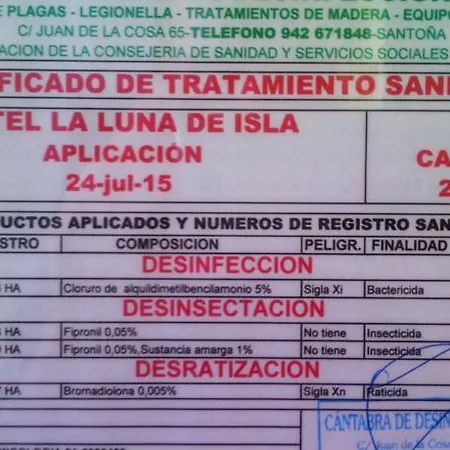 E PLAGAS - LEGIONELLA - TRATAMIENTOS DE MADERA - EQUIPO
C/ JUAN DE LA COSA 65-TELEFONO 942 671848-SANTOÑA
ACION DE LA CONSEJERIA DE SANIDAD Y SERVICIOS SOCIALES
IFICADO DE TRATAMIENTO SANI
TEL LA LUNA DE ISLA
APLICACIÓN
CA
24-jul-15
2
UCTOS APLICADOS Y NUMEROS DE REGISTRO SAN
STRO COMPOSICION PELIGR. FINALIDAD
DESINFECCION
HA Cloruro de alquildimetilbencilamonio 5% Sigla Xi Bactericida
DESINSECTACION
HA Fipronil 0,05% No tiene Insecticida
HA Fipronil 0,05%,Sustancia amarga 1% No tiene Insecticida
DESRATIZACION
HA Bromadiolona 0,005% Sigla Xn Raticida
CANTABRA DE DESIN
C/ Juan de la Cosa